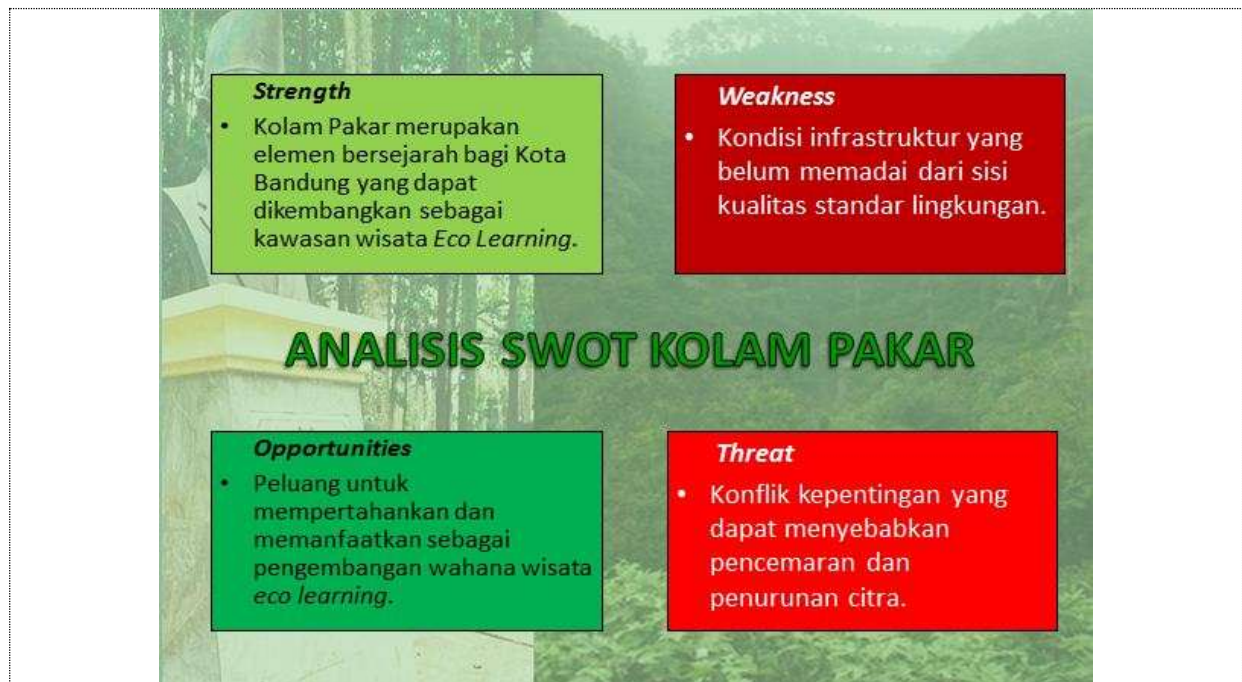 Strength
• Kolam Pakar merupakan
elemen bersejarah bagi Kota
Bandung yang dapat
dikembangkan sebagai
kawasan wisata Eco Learning.
Weakness
• Kondisi infrastruktur yang
belum memadai dari sisi
kualitas standar lingkungan.
ANALISIS SWOT KOLAM PAKAR
Opportunities
• Peluang untuk
mempertahankan dan
memanfaatkan sebagai
pengembangan wahana wisata
eco learning.
Threat
• Konflik kepentingan yang
dapat menyebabkan
pencemaran dan
penurunan citra.